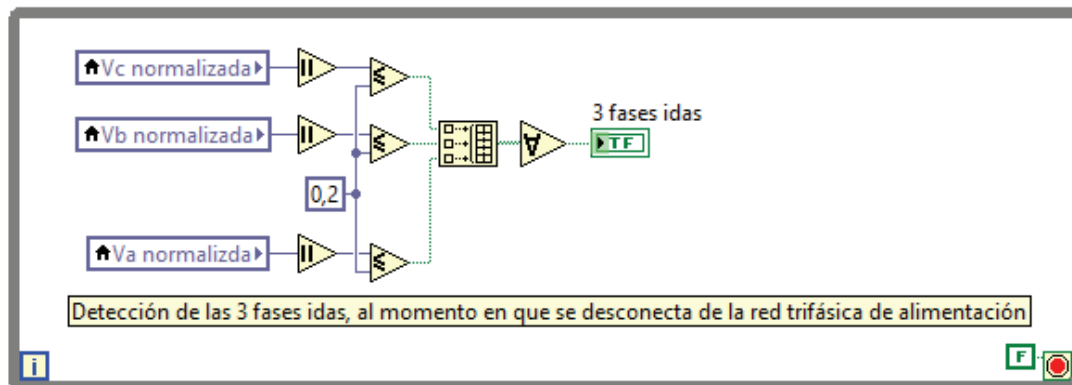 Vc normalizada
3 fases idas
Vb normalizada
TF
0,2
Va normalizda
Detección de las 3 fases idas, al momento en que se desconecta de la red trifásica de alimentación
i
F